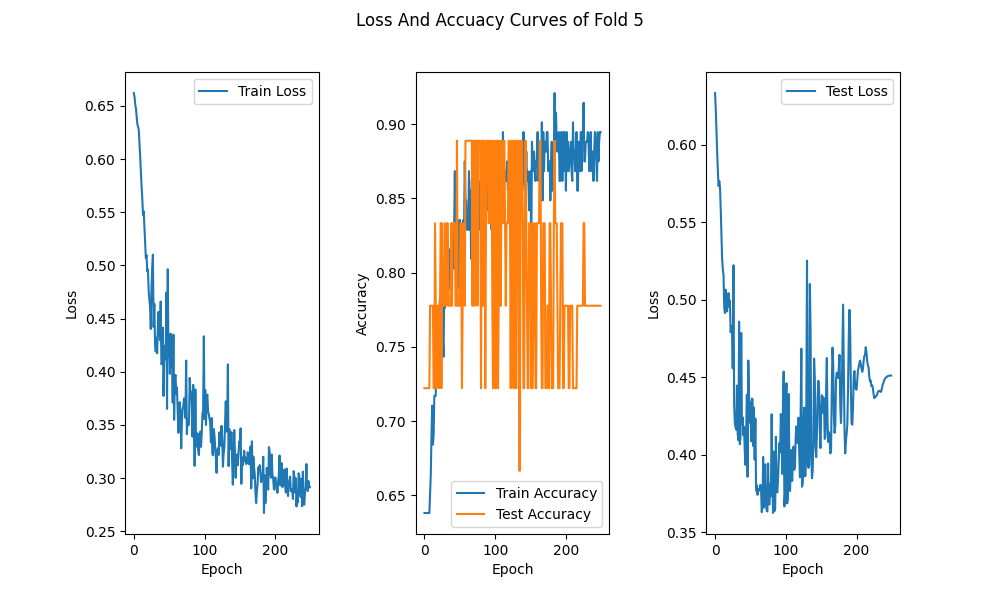 Loss And Accuacy Curves of Fold 5
Train Loss
0.65
0.60
0.55
0.50
0.45
0.40
0.35
0.30
0.25
Loss
0
100
200
Epoch
0.90
0.85
0.80
0.75
0.70
0.65
Accuracy
Train Accuracy
Test Accuracy
0
100
200
Epoch
Test Loss
0.60
0.55
0.50
0.45
0.40
0.35
Loss
0
100
200
Epoch